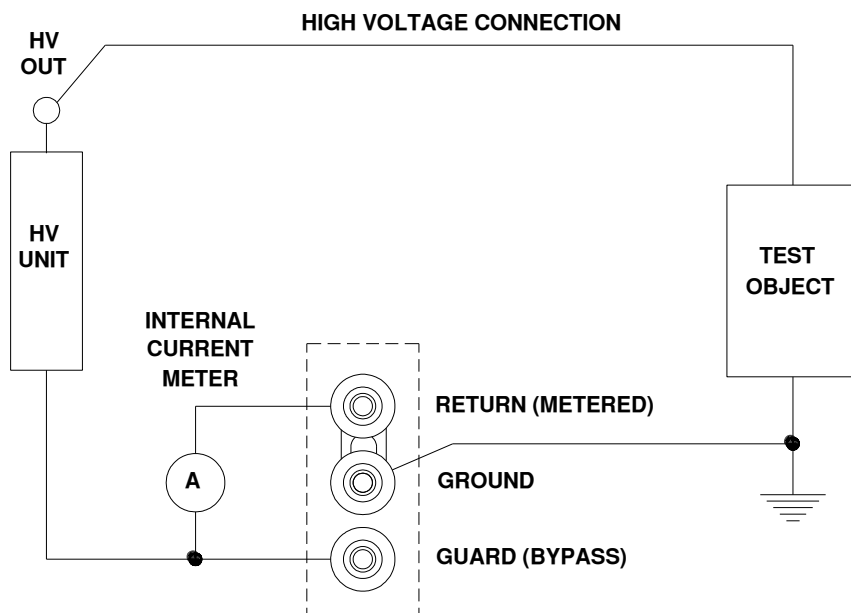 HIGH VOLTAGE CONNECTION
HV
OUT
HV
UNIT
TEST
OBJECT
INTERNAL
CURRENT
METER
RETURN (METERED)
A
GROUND
GUARD (BYPASS)